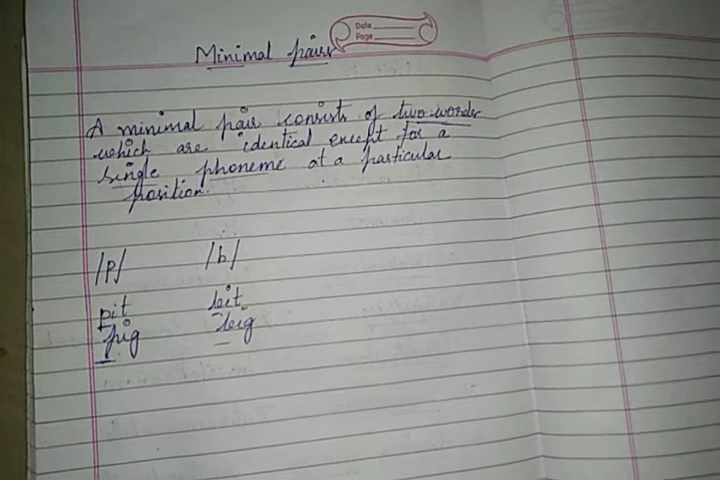 Date
Page
Minimal pairs
A minimal pair consists of two words
which are identical except for a
single phoneme at a particular
position.
/p/ /b/
pit bit
pig big